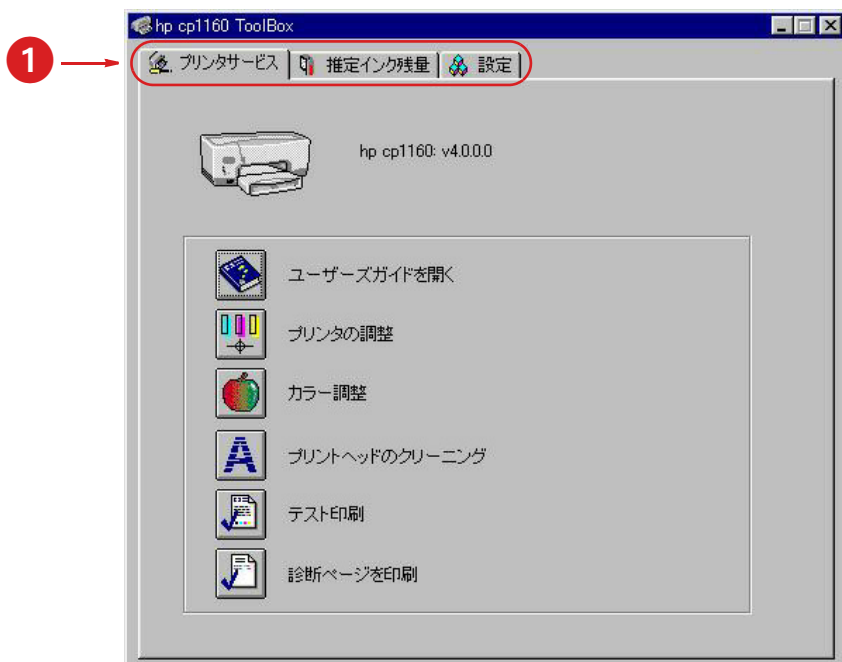 hp cp1160 ToolBox
1
プリンタサービス 推定インク残量 設定
hp cp1160: v4.0.0.0
ユーザーズガイドを開く
プリンタの調整
カラー調整
プリントヘッドのクリーニング
テスト印刷
診断ページを印刷